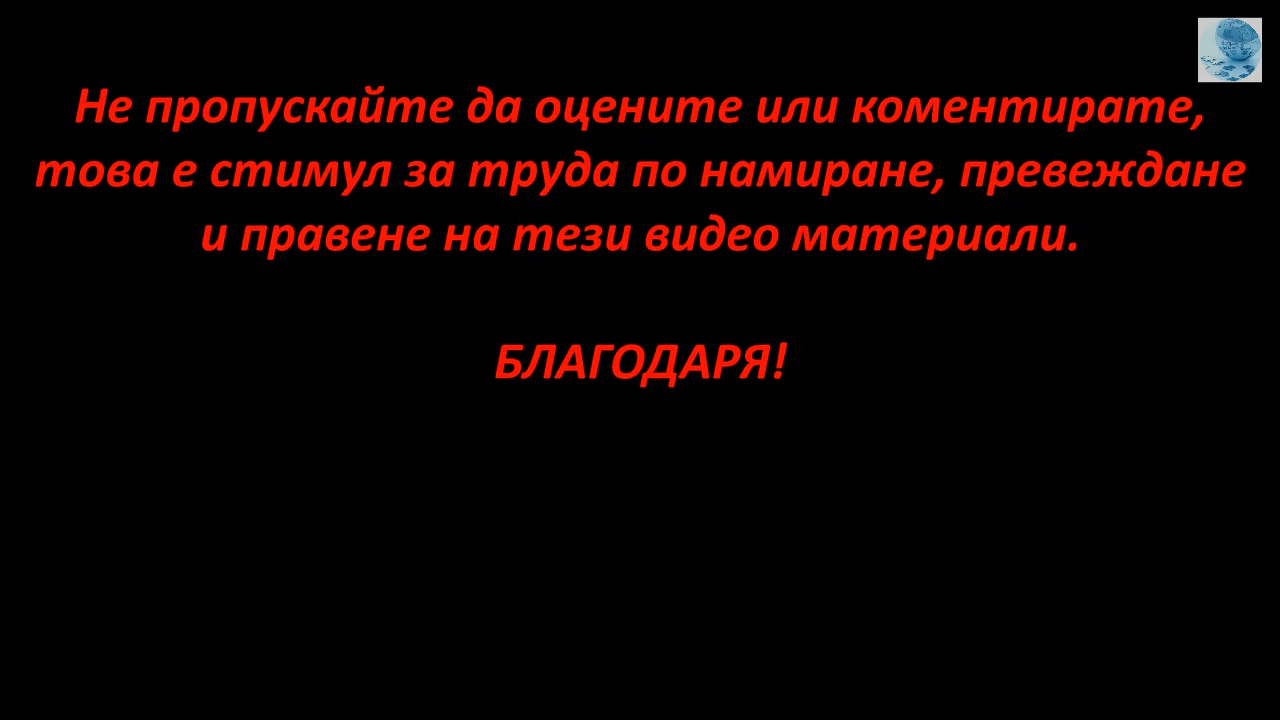 Не пропускайте да оцените или коментирате,
това е стимул за труда по намиране, превеждане
и правене на тези видео материали.
БЛАГОДАРЯ!